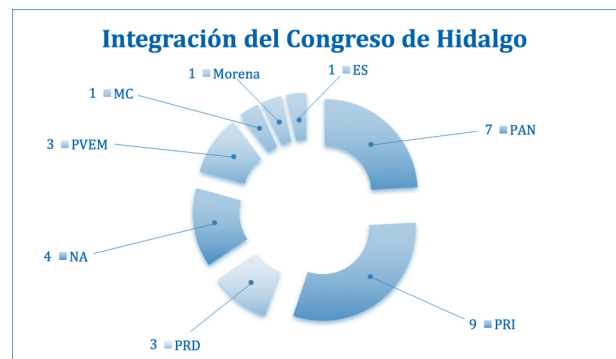 Integración del Congreso de Hidalgo
1 ES
1 Morena
1 MC
7 PAN
3 PVEM
4 NA
9 PRI
3 PRD